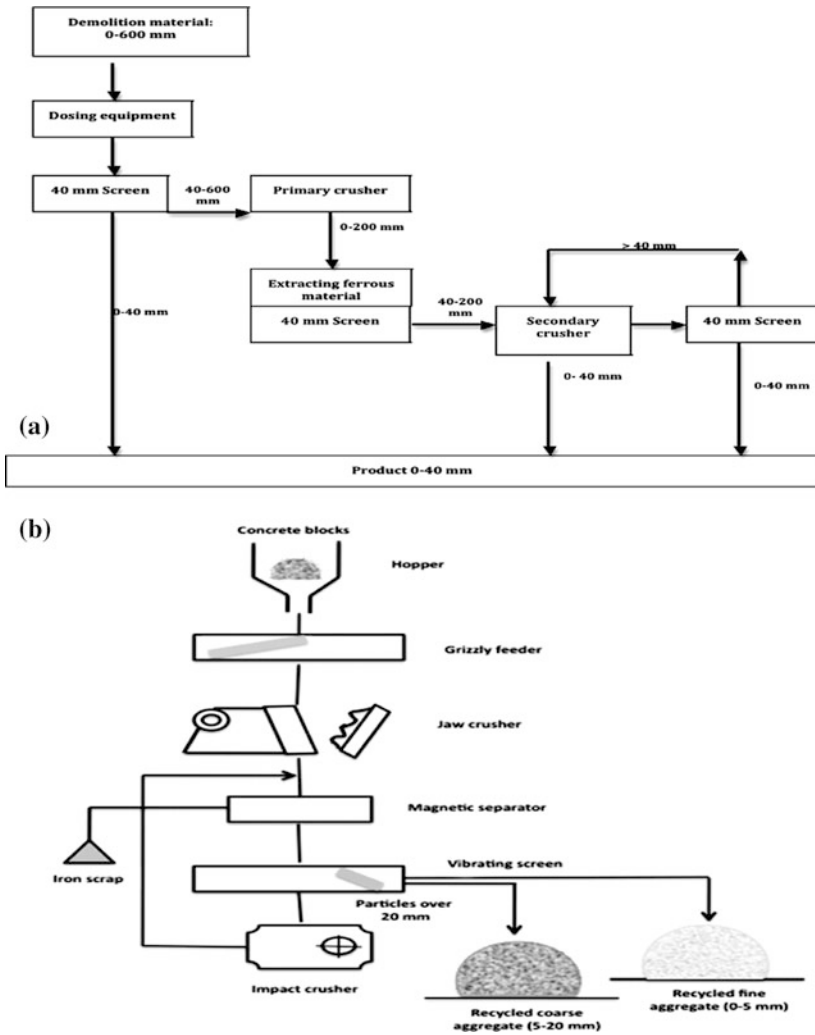 Demolition material:
0-600 mm
Dosing equipment
40 mm Screen
40-600
mm
Primary crusher
0-200 mm
> 40 mm
Extracting ferrous
material
40 mm Screen
40-200
mm
Secondary
crusher
40 mm Screen
0-40 mm
0- 40 mm
0-40 mm
(a)
Product 0-40 mm
(b)
Concrete blocks
Hopper
Grizzly feeder
Jaw crusher
Magnetic separator
Iron scrap
Vibrating screen
Particles over
20 mm
Impact crusher
Recycled coarse
aggregate (5-20 mm)
Recycled fine
aggregate (0-5 mm)